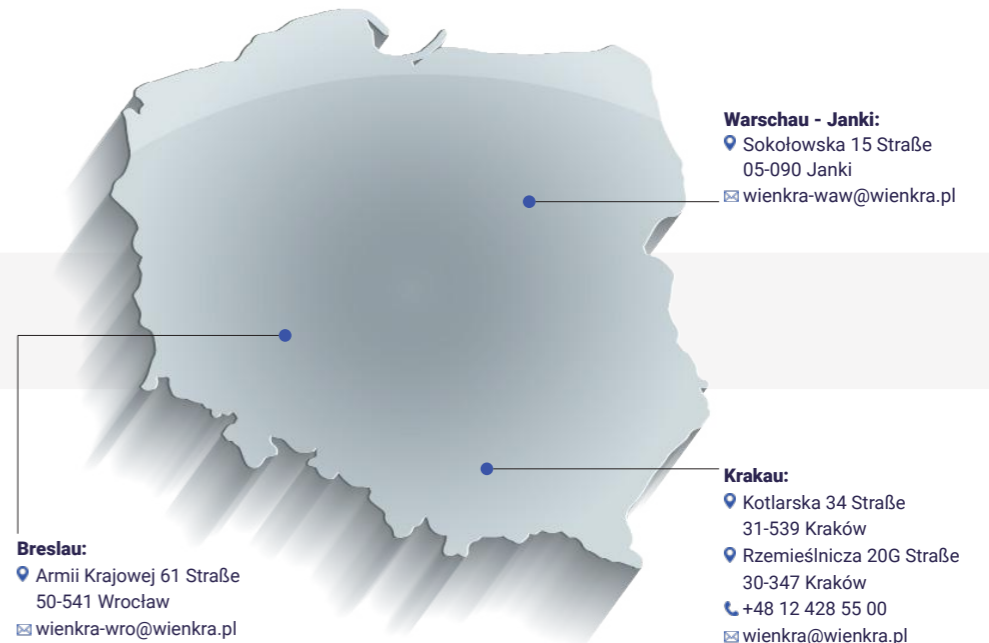 Warschau - Janki:
Sokołowska 15 Straße
05-090 Janki
wienkra-waw@wienkra.pl
Krakau:
Kotlarska 34 Straße
31-539 Kraków
Rzemieślnicza 20G Straße
30-347 Kraków
+48 12 428 55 00
wienkra@wienkra.pl
Breslau:
Armii Krajowej 61 Straße
50-541 Wrocław
wienkra-wro@wienkra.pl